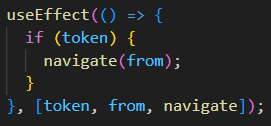 useEffect(() => {
  if (token) {
    navigate(from);
  }
}, [token, from, navigate]);